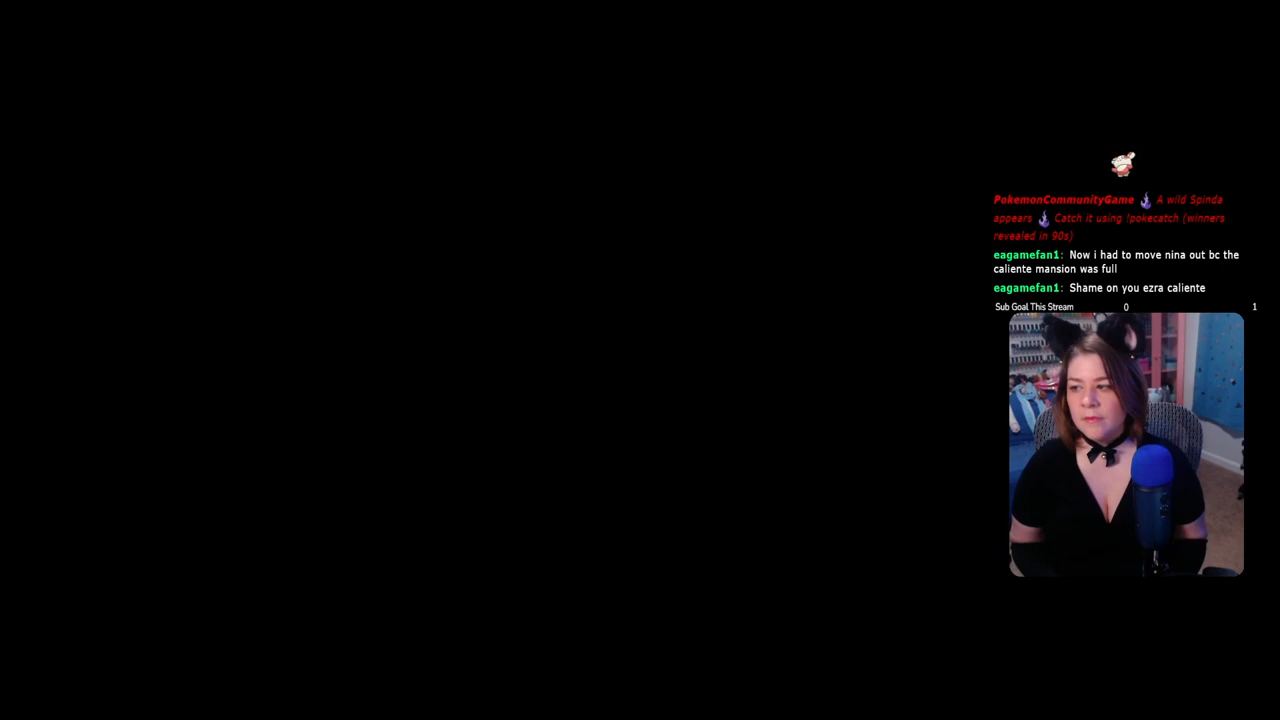 PokemonCommunityGame A wild Spinda
appears Catch it using !pokecatch (winners
revealed in 90s)
eagamefan1: Now i had to move nina out bc the
caliente mansion was full
eagamefan1: Shame on you ezra caliente
Sub Goal This Stream 0 1